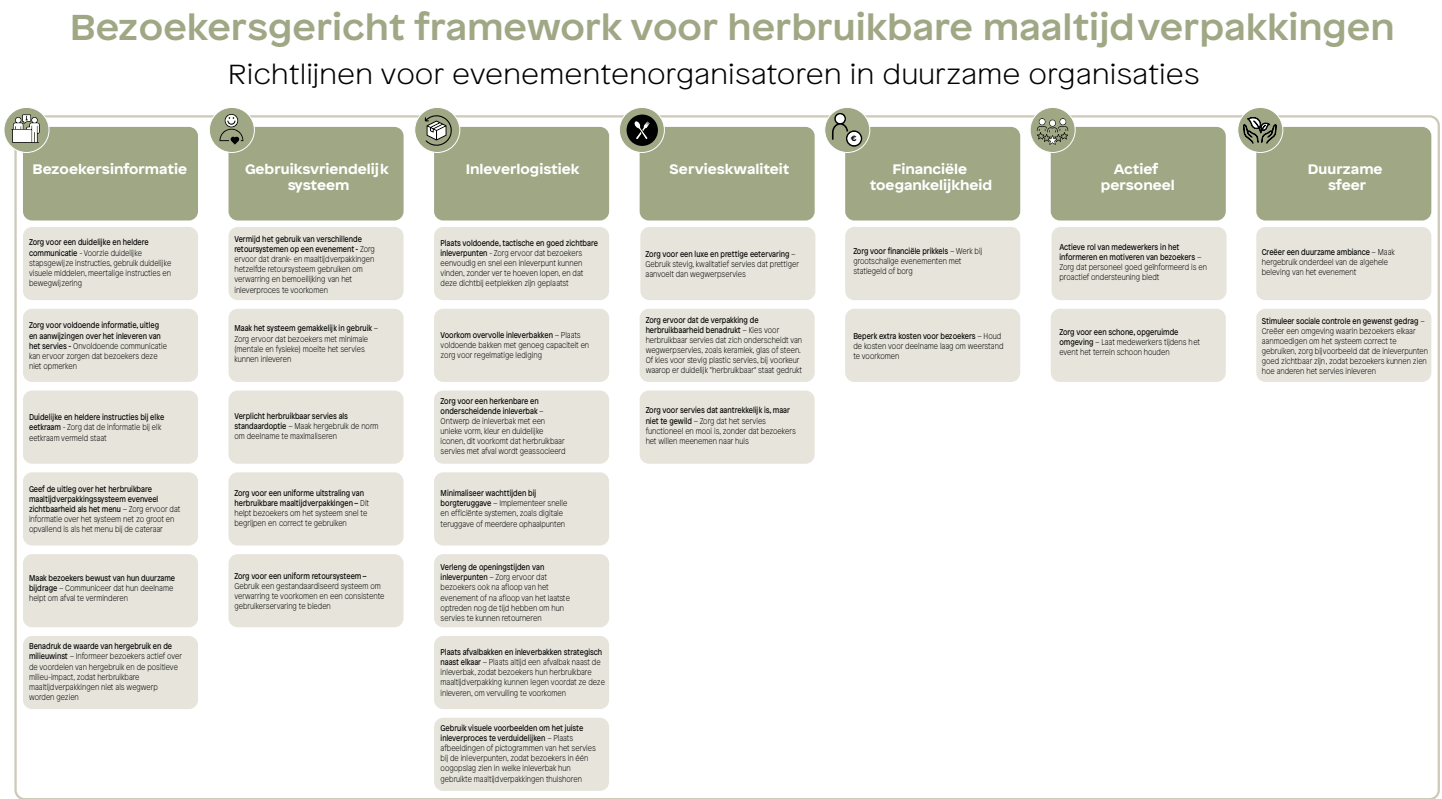 Bezoekersgericht framework voor herbruikbare maaltijdverpakkingen
Richtlijnen voor evenementenorganisatoren in duurzame organisaties
Bezoekersinformatie
Zorg voor een duidelijke en heldere
communicatie - Voorzie duidelijke
stapsgewijze instructies, gebruik duidelijke
visuele middelen, meertalige instructies en
bewegwijzering
Zorg voor voldoende informatie, uitleg
en aanwijzingen over het inleveren van
het servies - Onvoldoende communicatie
kan ervoor zorgen dat bezoekers deze
niet opmerken
Duidelijke en heldere instructies bij elke
eetkraam - Zorg dat de informatie bij elk
eetkraam vermeld staat
Geef de uitleg over het herbruikbare
maaltijdverpakkingssysteem evenveel
zichtbaarheid als het menu – Zorg ervoor dat
informatie over het systeem net zo groot en
opvallend is als het menu bij de cateraar
Maak bezoekers bewust van hun duurzame
bijdrage – Communiceer dat hun deelname
helpt om afval te verminderen
Benadruk de waarde van hergebruik en de
milieuwinst – Informeer bezoekers actief over
de voordelen van hergebruik en de positieve
milieu-impact, zodat herbruikbare
maaltijdverpakkingen niet als wegwerp
worden gezien
Gebruiksvriendelijk
systeem
Vermijd het gebruik van verschillende
retoursystemen op een evenement - Zorg
ervoor dat drank- en maaltijdverpakkingen
hetzelfde retoursysteem gebruiken om
verwarring en bemoeilijking van het
inleverproces te voorkomen
Maak het systeem gemakkelijk in gebruik –
Zorg ervoor dat bezoekers met minimale
(mentale en fysieke) moeite het servies
kunnen inleveren
Verplicht herbruikbaar servies als
standaardoptie – Maak hergebruik de norm
om deelname te maximaliseren
Zorg voor een uniforme uitstraling van
herbruikbare maaltijdverpakkingen – Dit
helpt bezoekers om het systeem snel te
begrijpen en correct te gebruiken
Zorg voor een uniform retoursysteem –
Gebruik een gestandaardiseerd systeem om
verwarring te voorkomen en een consistente
gebruikerservaring te bieden
Inleverlogistiek
Plaats voldoende, tactische en goed zichtbare
inleverpunten - Zorg ervoor dat bezoekers
eenvoudig en snel een inleverpunt kunnen
vinden, zonder ver te hoeven lopen, en dat
deze dichtbij eetplekken zijn geplaatst
Voorkom overvolle inleverbakken – Plaats
voldoende bakken met genoeg capaciteit en
zorg voor regelmatige lediging
Zorg voor een herkenbare en
onderscheidende inleverbak –
Ontwerp de inleverbak met een
unieke vorm, kleur en duidelijke
iconen, dit voorkomt dat herbruikbaar
servies met afval wordt geassocieerd
Minimaliseer wachttijden bij
borgteruggave – Implementeer snelle
en efficiënte systemen, zoals digitale
teruggave of meerdere ophaalpunten
Verleng de openingstijden van
inleverpunten – Zorg ervoor dat
bezoekers ook na afloop van het
evenement of na afloop van het laatste
optreden nog de tijd hebben om hun
servies te kunnen retourneren
Plaats afvalbakken en inleverbakken strategisch
naast elkaar – Plaats altijd een afvalbak naast de
inleverbak, zodat bezoekers hun herbruikbare
maaltijdverpakking kunnen legen voordat ze deze
inleveren, om vervuiling te voorkomen
Gebruik visuele voorbeelden om het juiste
inleverproces te verduidelijken – Plaats
afbeeldingen of pictogrammen van het servies
bij de inleverpunten, zodat bezoekers in één
oogopslag zien in welke inleverbak hun
gebruikte maaltijdverpakkingen thuishoren
Servieskwaliteit
Zorg voor een luxe en prettige eetervaring –
Gebruik stevig, kwalitatief servies dat prettiger
aanvoelt dan wegwerpservies
Zorg ervoor dat de verpakking de
herbruikbaarheid benadrukt – Kies voor
herbruikbaar servies dat zich onderscheidt van
wegwerpservies, zoals keramiek, glas of steen.
Of kies voor stevig plastic servies, bij voorkeur
waarop er duidelijk "herbruikbaar" staat gedrukt
Zorg voor servies dat aantrekkelijk is, maar
niet te gewild – Zorg dat het servies
functioneel en mooi is, zonder dat bezoekers
het willen meenemen naar huis
Financiële
toegankelijkheid
Zorg voor financiële prikkels – Werk bij
grootschalige evenementen met
statiegeld of borg
Beperk extra kosten voor bezoekers – Houd
de kosten voor deelname laag om weerstand
te voorkomen
Actief
personeel
Actieve rol van medewerkers in het
informeren en motiveren van bezoekers –
Zorg dat personeel goed geïnformeerd is en
proactief ondersteuning biedt
Zorg voor een schone, opgeruimde
omgeving – Laat medewerkers tijdens het
event het terrein schoon houden
Duurzame
sfeer
Creëer een duurzame ambiance – Maak
hergebruik onderdeel van de algehele
beleving van het evenement
Stimuleer sociale controle en gewenst gedrag –
Creëer een omgeving waarin bezoekers elkaar
aanmoedigen om het systeem correct te
gebruiken, zorg bijvoorbeeld dat de inleverpunten
goed zichtbaar zijn, zodat bezoekers kunnen zien
hoe anderen het servies inleveren